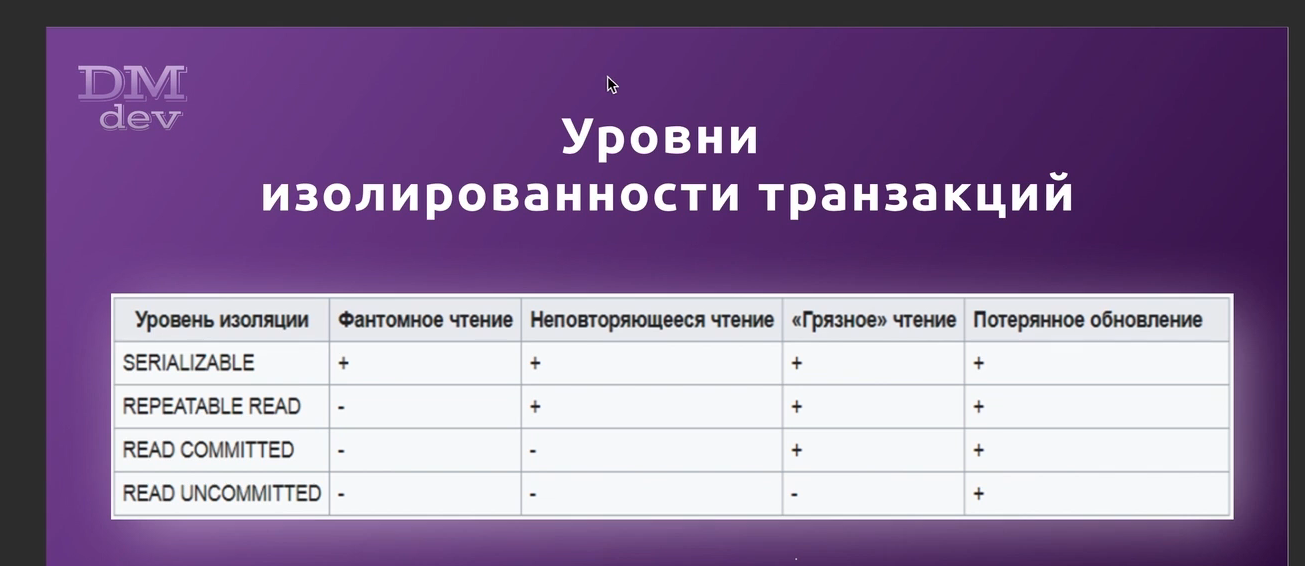 DM
dev
Уровни
изолированности транзакций
Уровень изоляции Фантомное чтение Неповторяющееся чтение «Грязное» чтение Потерянное обновление
SERIALIZABLE + + + +
REPEATABLE READ - + + +
READ COMMITTED - - + +
READ UNCOMMITTED - - - +